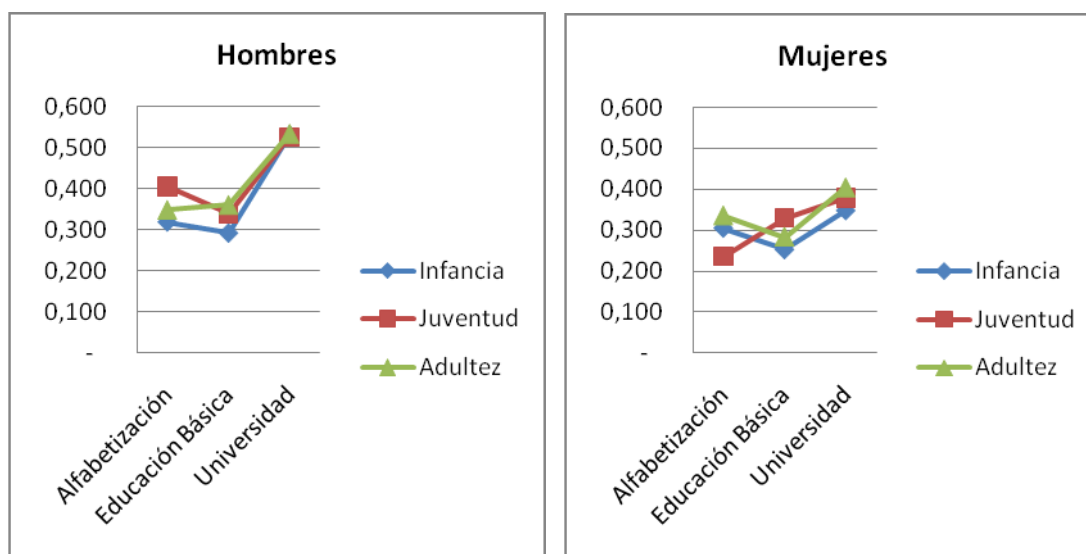 Hombres
0,600
0,500
0,400
0,300
0,200
0,100
-
Alfabetización
Educación Básica
Universidad
Infancia
Juventud
Adultez
Mujeres
0,600
0,500
0,400
0,300
0,200
0,100
-
Alfabetización
Educación Básica
Universidad
Infancia
Juventud
Adultez